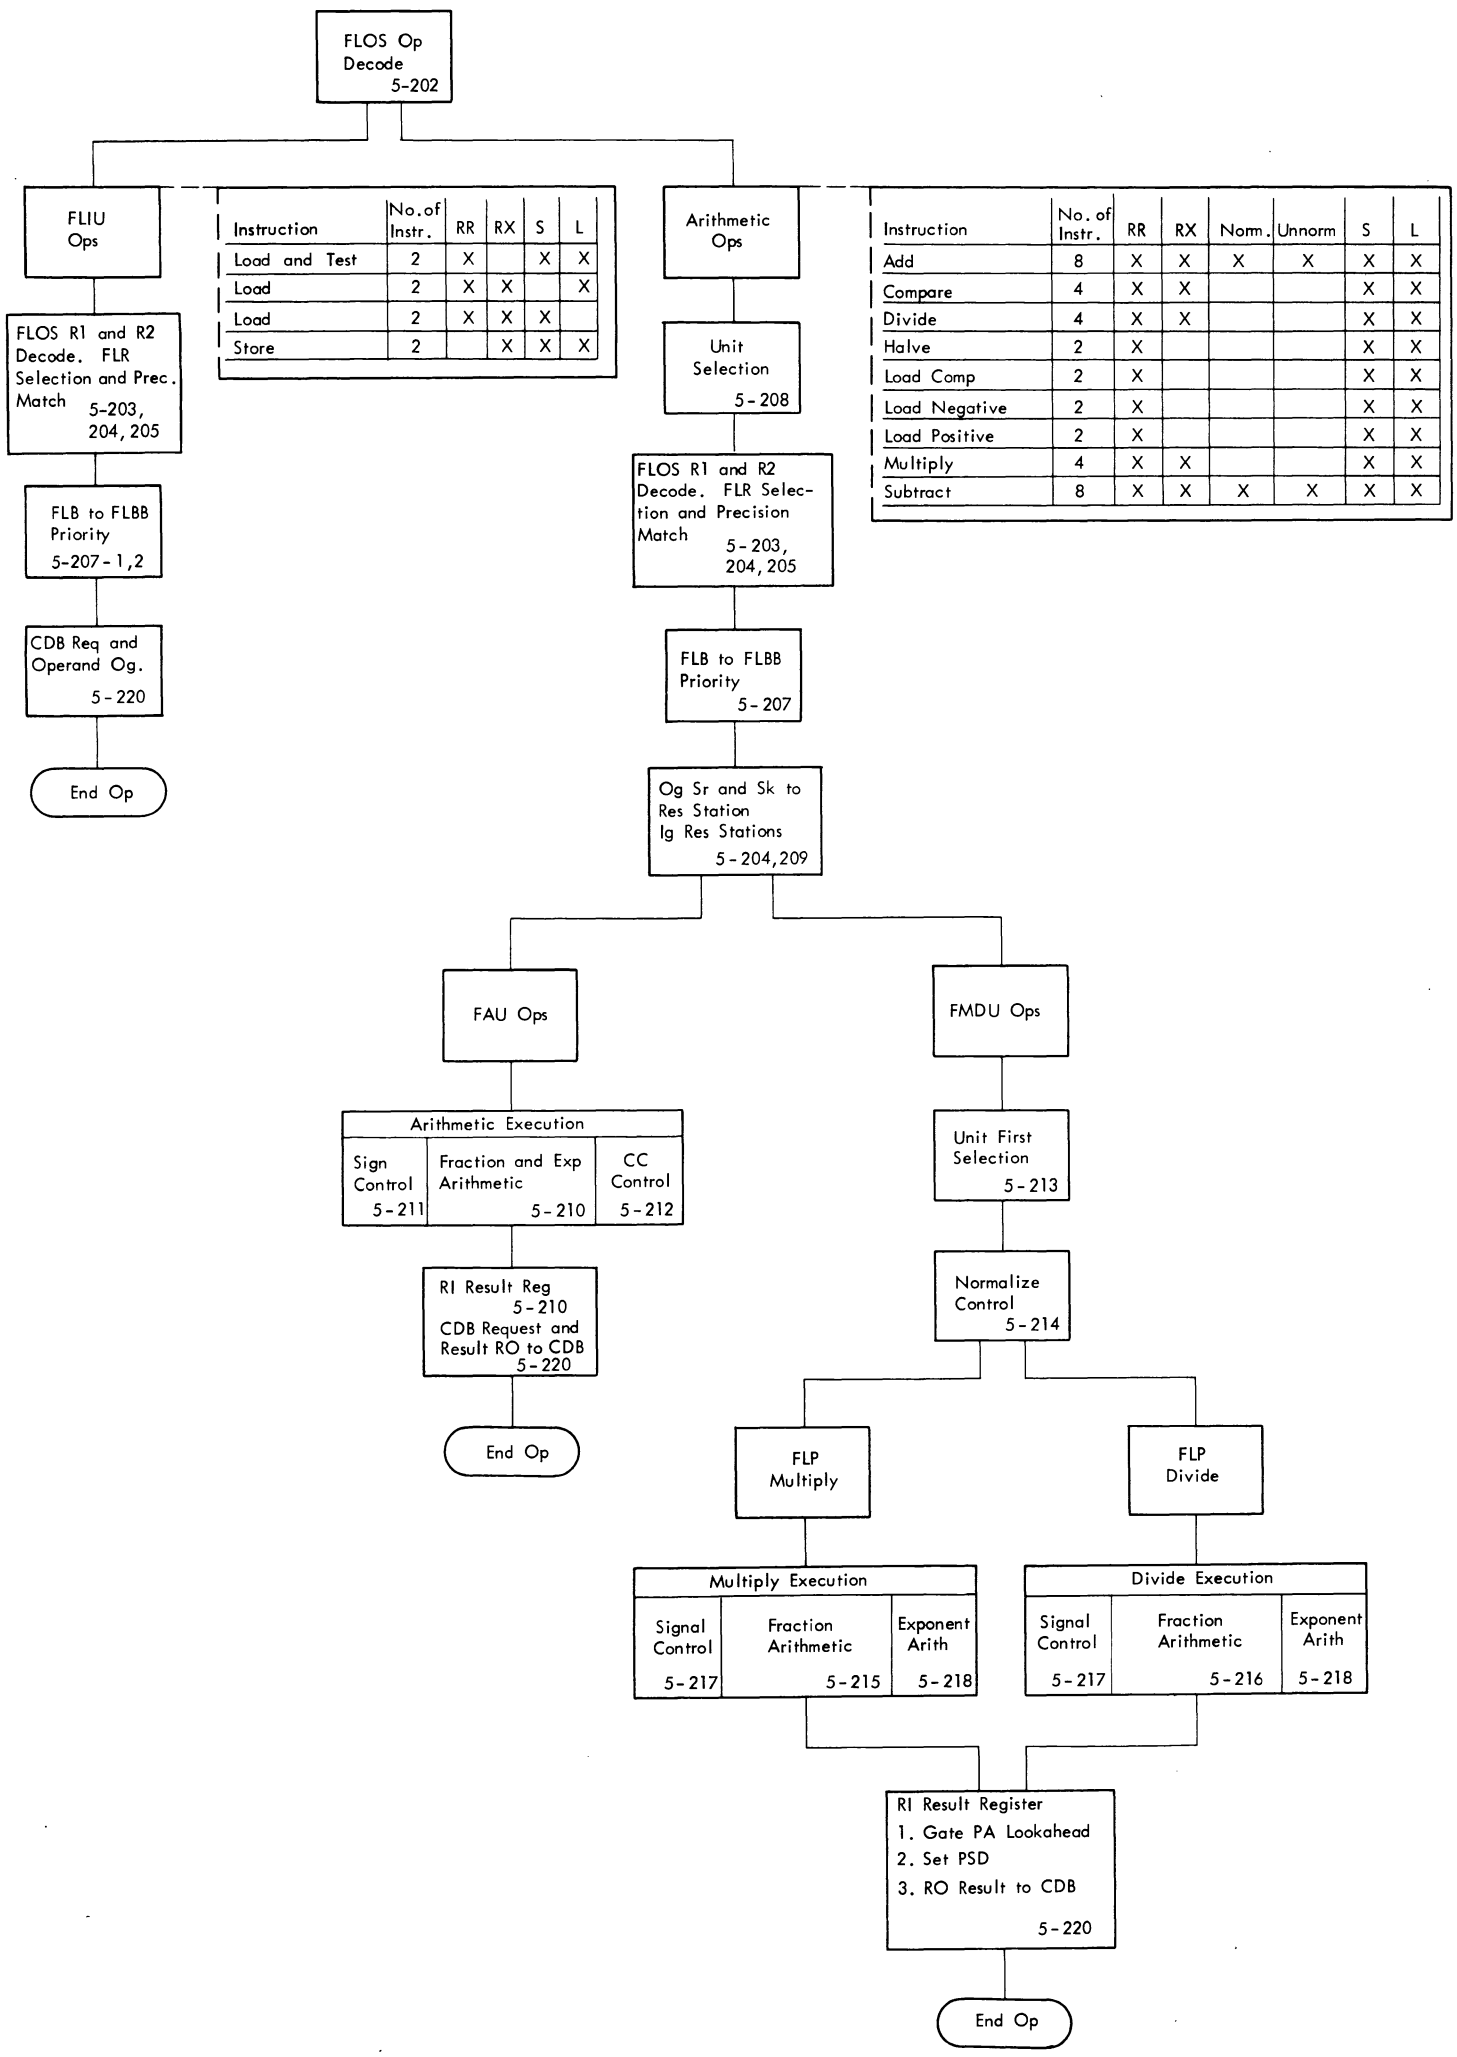 FLOS Op
Decode
5-202
FLIU
Ops
Instruction No.of Instr. RR RX S L
Load and Test 2 X X X
Load 2 X X X
Load 2 X X X
Store 2 X X X
Arithmetic
Ops
Instruction No. of Instr. RR RX Norm. Unnorm S L
Add 8 X X X X X X
Compare 4 X X X X
Divide 4 X X X X
Halve 2 X X X
Load Comp 2 X X X
Load Negative 2 X X X
Load Positive 2 X X X
Multiply 4 X X X X
Subtract 8 X X X X X X
FLOS R1 and R2
Decode. FLR
Selection and Prec.
Match 5-203,
204, 205
FLB to FLBB
Priority
5-207-1,2
CDB Req and
Operand Og.
5-220
End Op
Unit
Selection
5-208
FLOS R1 and R2
Decode. FLR Selec-
tion and Precision
Match 5-203,
204, 205
FLB to FLBB
Priority
5-207
Og Sr and Sk to
Res Station
Ig Res Stations
5-204,209
FAU Ops
Arithmetic Execution
Sign
Control
5-211
Fraction and Exp
Arithmetic
5-210
CC
Control
5-212
RI Result Reg
5-210
CDB Request and
Result RO to CDB
5-220
End Op
FMDU Ops
Unit First
Selection
5-213
Normalize
Control
5-214
FLP
Multiply
Multiply Execution
Signal
Control
5-217
Fraction
Arithmetic
5-215
Exponent
Arith
5-218
FLP
Divide
Divide Execution
Signal
Control
5-217
Fraction
Arithmetic
5-216
Exponent
Arith
5-218
RI Result Register
1. Gate PA Lookahead
2. Set PSD
3. RO Result to CDB
5-220
End Op